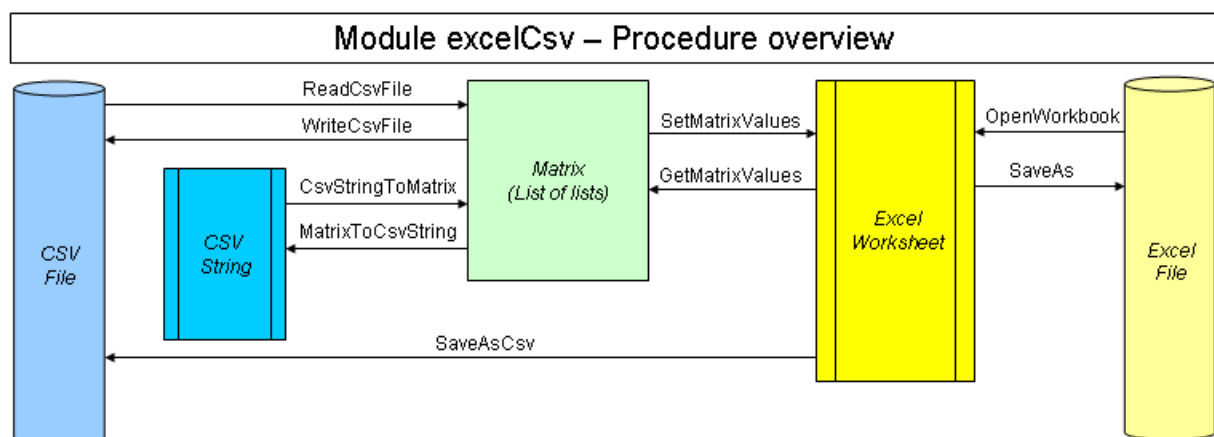 Module excelCsv – Procedure overview
ReadCsvFile
WriteCsvFile
CsvStringToMatrix
MatrixToCsvString
SaveAsCsv
CSV
File
CSV
String
Matrix
(List of lists)
SetMatrixValues
GetMatrixValues
Excel
Worksheet
OpenWorkbook
SaveAs
Excel
File